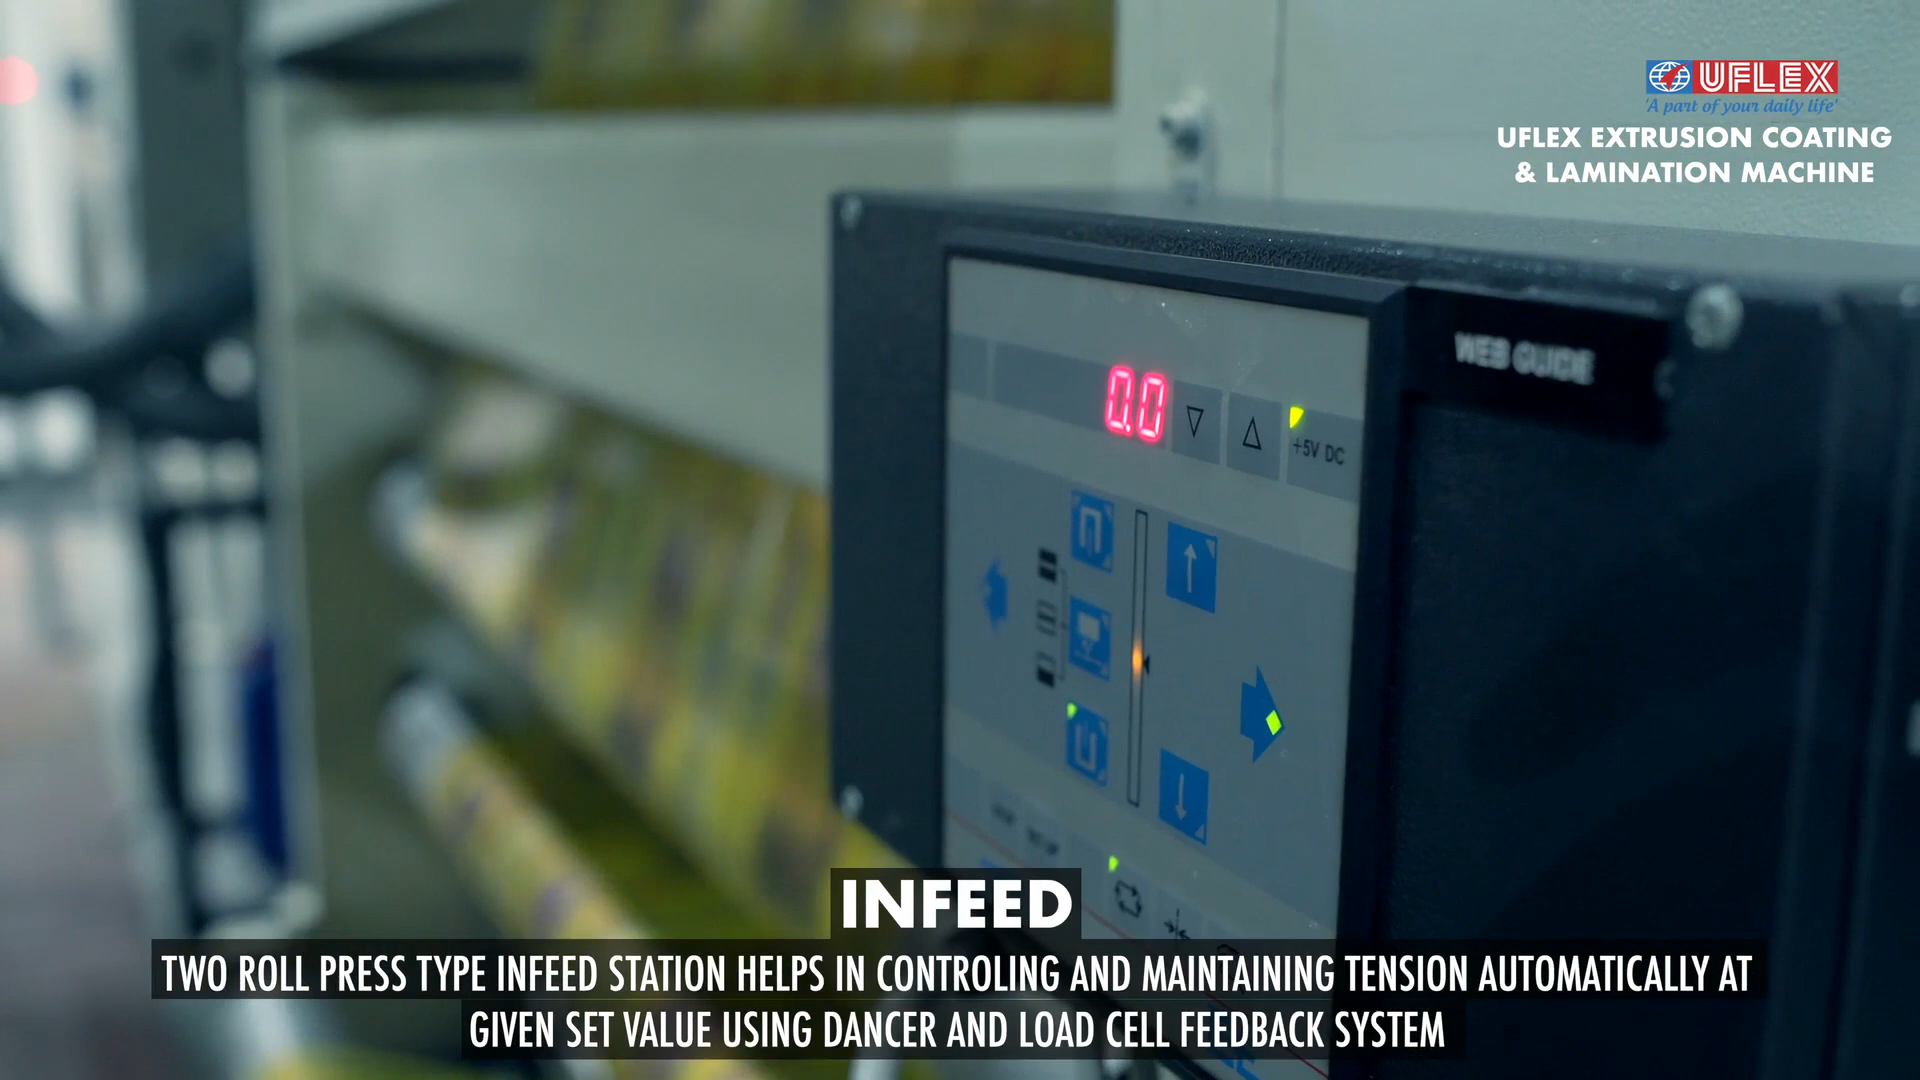 UFLEX
'A part of your daily life'
UFLEX EXTRUSION COATING
& LAMINATION MACHINE
WEB GUIDE
0.0
+5V DC
INFEED
TWO ROLL PRESS TYPE INFEED STATION HELPS IN CONTROLING AND MAINTAINING TENSION AUTOMATICALLY AT
GIVEN SET VALUE USING DANCER AND LOAD CELL FEEDBACK SYSTEM